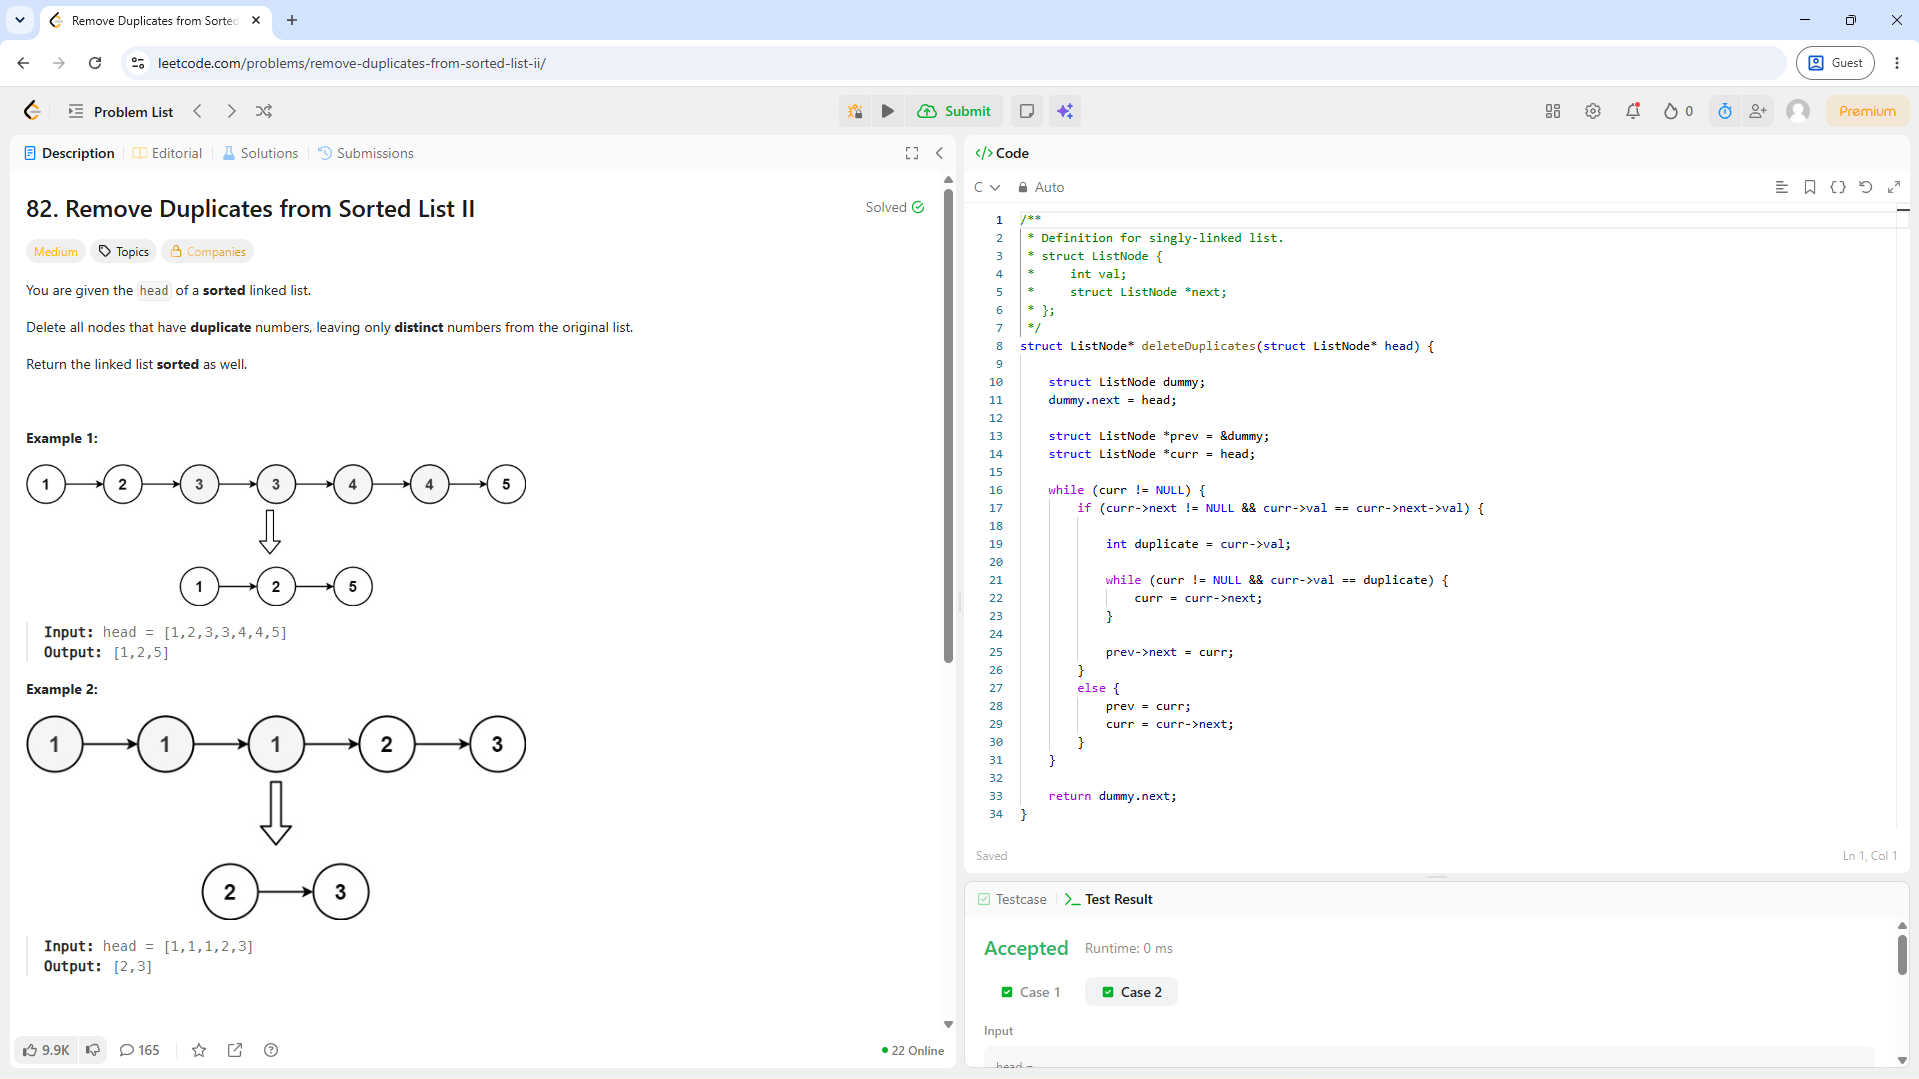 Remove Duplicates from Sorted
leetcode.com/problems/remove-duplicates-from-sorted-list-ii/
Guest
Problem List
Submit
0
Premium
Description
Editorial
Solutions
Submissions
82. Remove Duplicates from Sorted List II
Solved
Medium
Topics
Companies
You are given the head of a sorted linked list.
Delete all nodes that have duplicate numbers, leaving only distinct numbers from the original list.
Return the linked list sorted as well.
Example 1:
1 2 3 3 4 4 5
1 2 5
Input: head = [1,2,3,3,4,4,5]
Output: [1,2,5]
Example 2:
1 1 1 2 3
2 3
Input: head = [1,1,1,2,3]
Output: [2,3]
9.9K
165
22 Online
</> Code
C
Auto
1 /**
2 * Definition for singly-linked list.
3 * struct ListNode {
4 *     int val;
5 *     struct ListNode *next;
6 * };
7 */
8 struct ListNode* deleteDuplicates(struct ListNode* head) {
9
10     struct ListNode dummy;
11     dummy.next = head;
12
13     struct ListNode *prev = &dummy;
14     struct ListNode *curr = head;
15
16     while (curr != NULL) {
17         if (curr->next != NULL && curr->val == curr->next->val) {
18
19             int duplicate = curr->val;
20
21             while (curr != NULL && curr->val == duplicate) {
22                 curr = curr->next;
23             }
24
25             prev->next = curr;
26         }
27         else {
28             prev = curr;
29             curr = curr->next;
30         }
31     }
32
33     return dummy.next;
34 }
Saved
Ln 1, Col 1
Testcase
Test Result
Accepted
Runtime: 0 ms
Case 1
Case 2
Input
head =